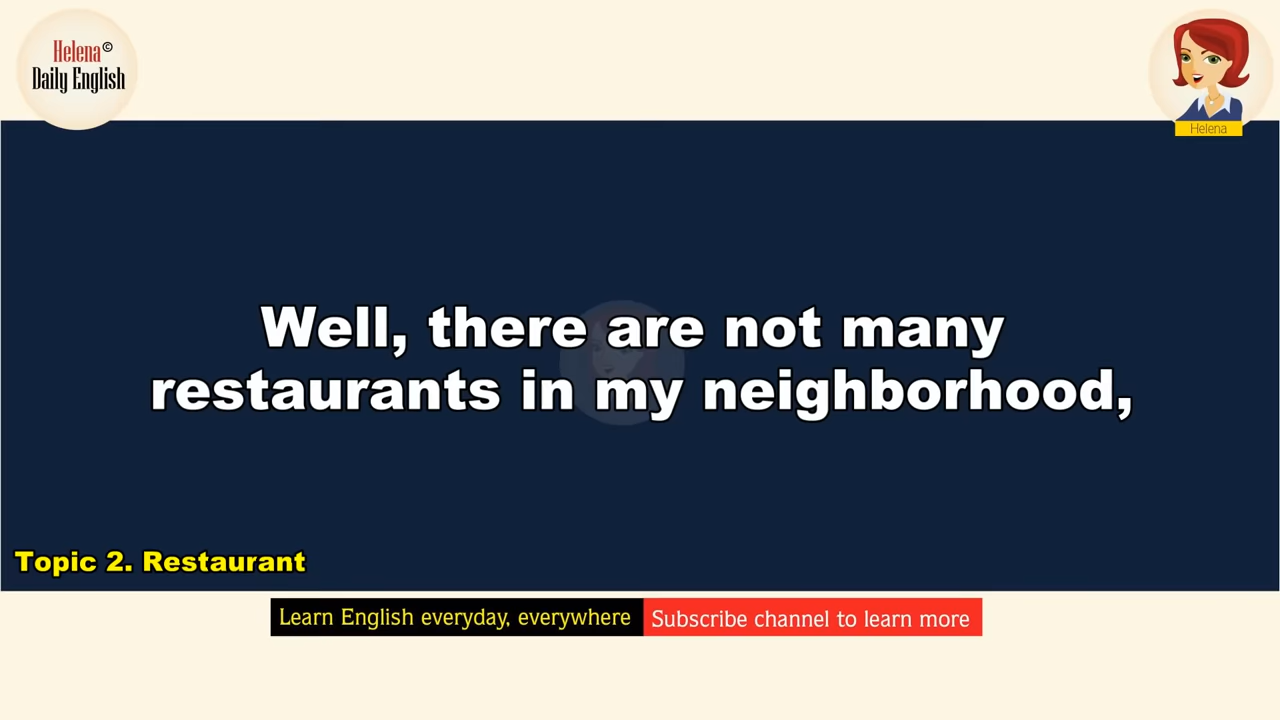 Helena©
Daily English
Helena
Well, there are not many
restaurants in my neighborhood,
Topic 2. Restaurant
Learn English everyday, everywhere
Subscribe channel to learn more